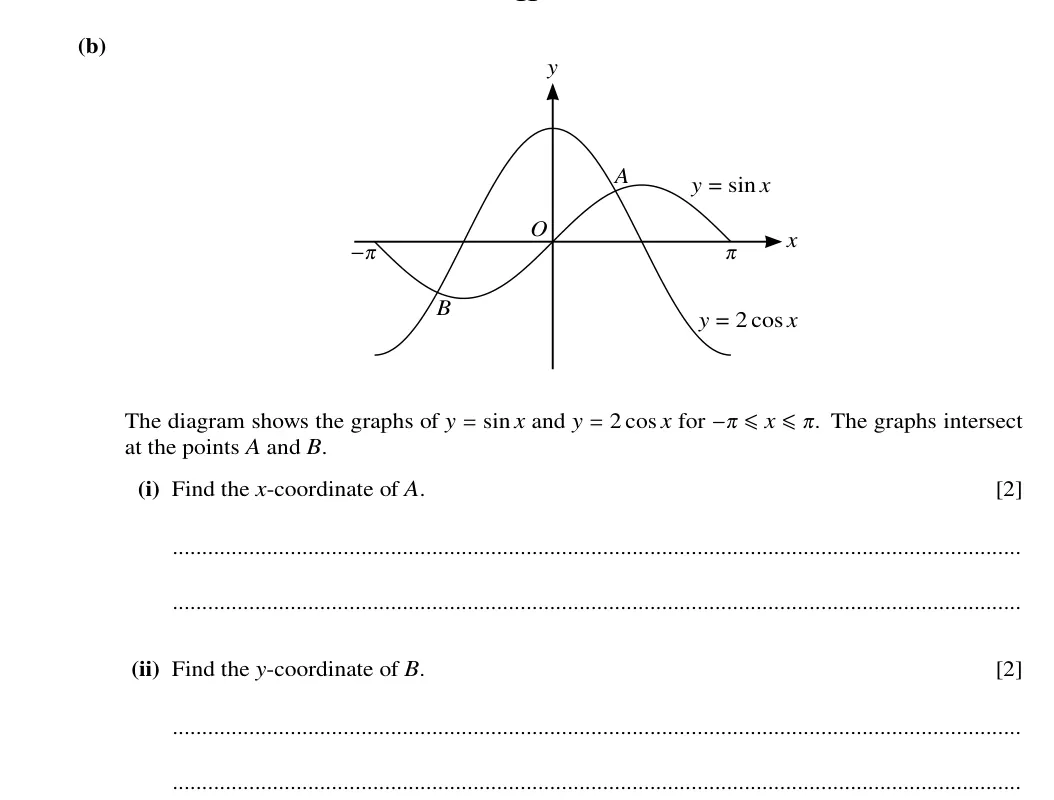 (b)
y
A
y = sin x
O
x
−π
π
B
y = 2 cos x
The diagram shows the graphs of y = sin x and y = 2 cos x for −π ⩽ x ⩽ π. The graphs intersect
at the points A and B.
(i) Find the x-coordinate of A. [2]
........................................................................................................................................................
........................................................................................................................................................
(ii) Find the y-coordinate of B. [2]
........................................................................................................................................................
........................................................................................................................................................